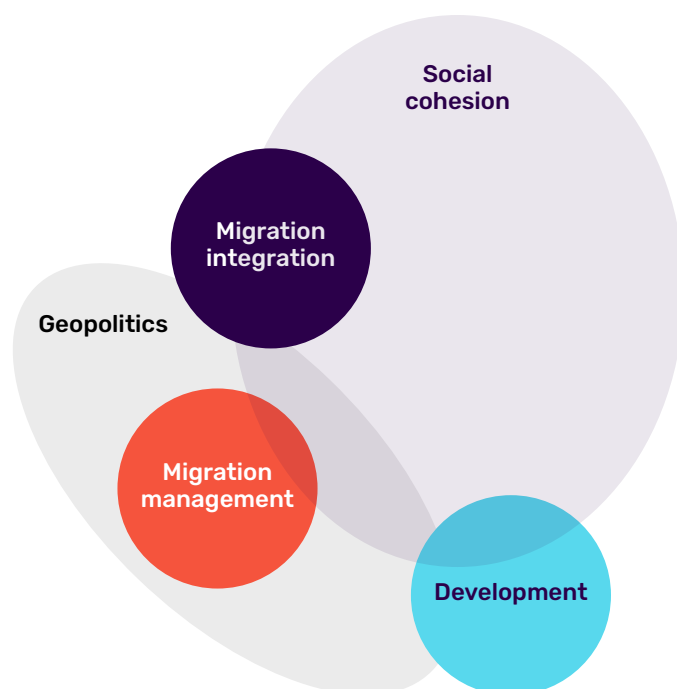 Social
cohesion
Migration
integration
Geopolitics
Migration
management
Development